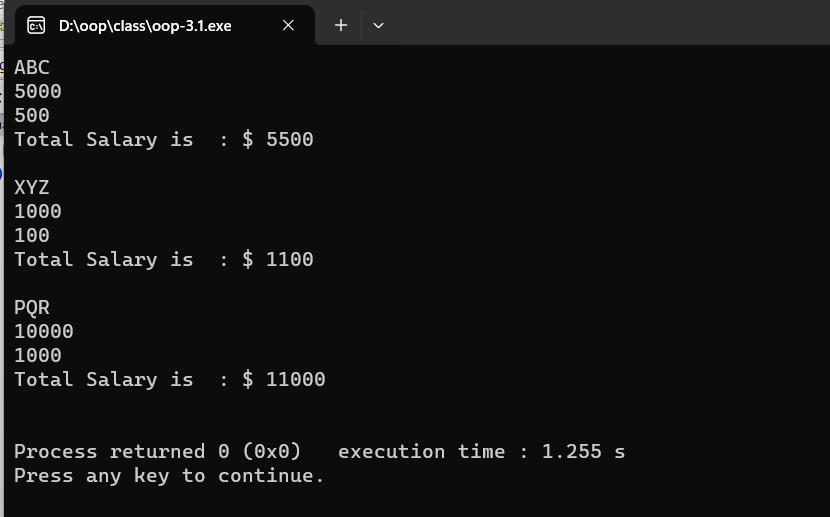 D:\oop\class\oop-3.1.exe
ABC
5000
500
Total Salary is  : $ 5500
XYZ
1000
100
Total Salary is  : $ 1100
PQR
10000
1000
Total Salary is  : $ 11000
Process returned 0 (0x0)   execution time : 1.255 s
Press any key to continue.